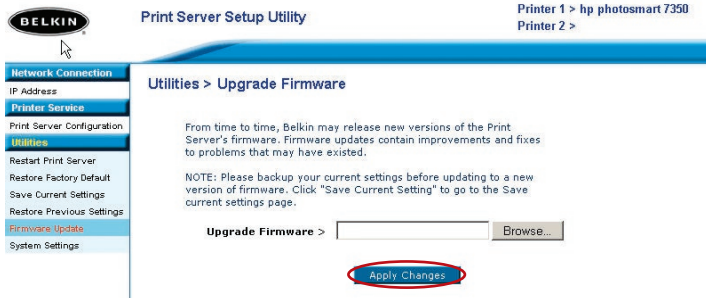 BELKIN
Print Server Setup Utility
Printer 1 > hp photosmart 7350
Printer 2 >
Network Connection
IP Address
Printer Service
Print Server Configuration
Utilities
Restart Print Server
Restore Factory Default
Save Current Settings
Restore Previous Settings
Firmware Update
System Settings
Utilities > Upgrade Firmware
From time to time, Belkin may release new versions of the Print
Server's firmware. Firmware updates contain improvements and fixes
to problems that may have existed.
NOTE: Please backup your current settings before updating to a new
version of firmware. Click "Save Current Setting" to go to the Save
current settings page.
Upgrade Firmware >
Browse...
Apply Changes